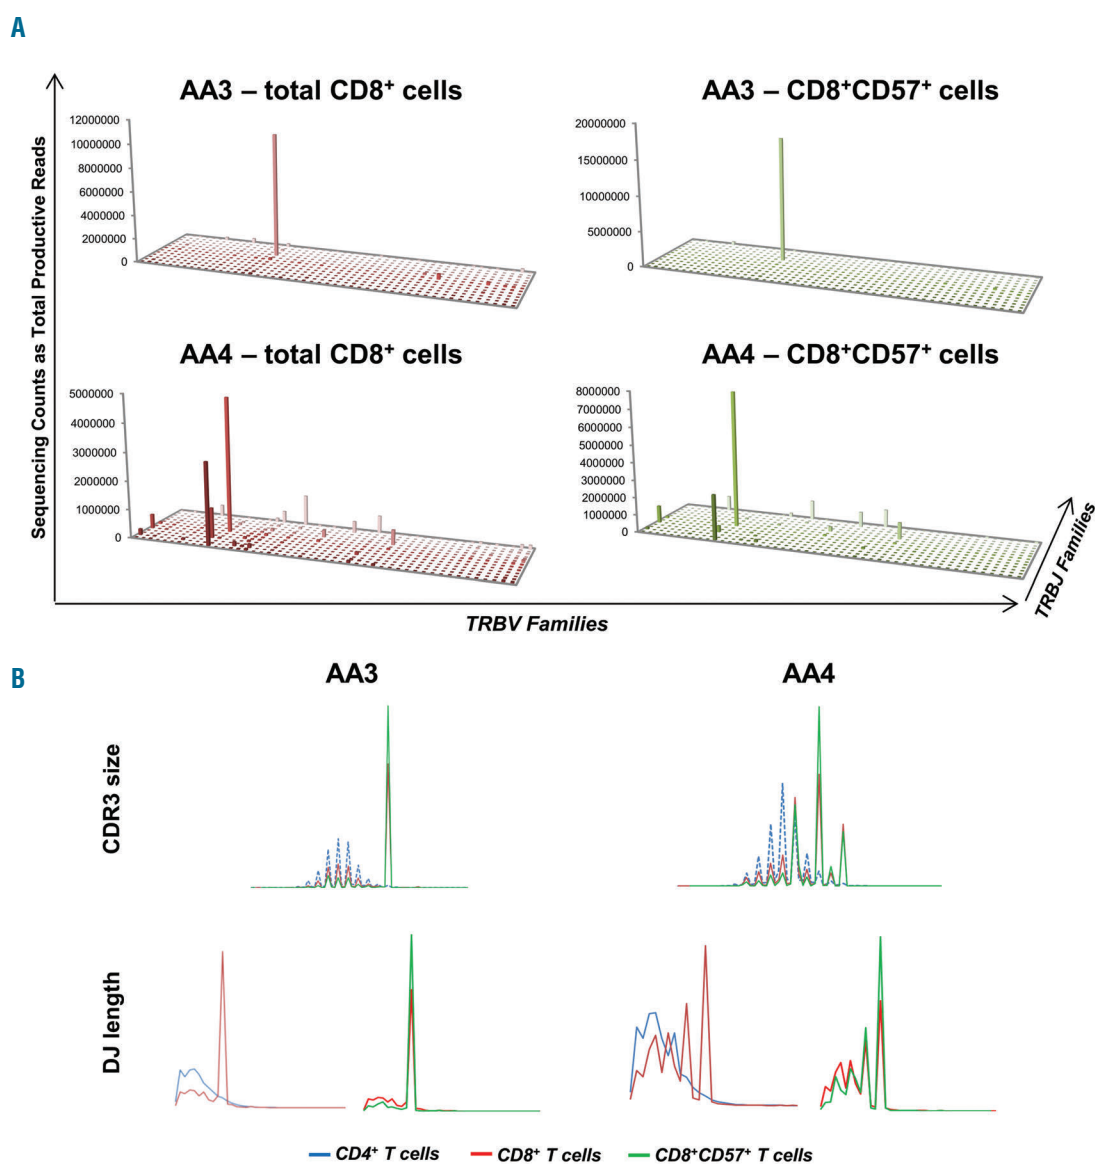 A
AA3 – total CD8+ cells
AA3 – CD8+CD57+ cells
Sequencing Counts as Total Productive Reads
12000000
10000000
8000000
6000000
4000000
2000000
0
20000000
15000000
10000000
5000000
0
AA4 – total CD8+ cells
AA4 – CD8+CD57+ cells
5000000
4000000
3000000
2000000
1000000
0
8000000
7000000
6000000
5000000
4000000
3000000
2000000
1000000
0
TRBJ Families
TRBV Families
B
AA3
AA4
CDR3 size
DJ length
CD4+ T cells
CD8+ T cells
CD8+CD57+ T cells